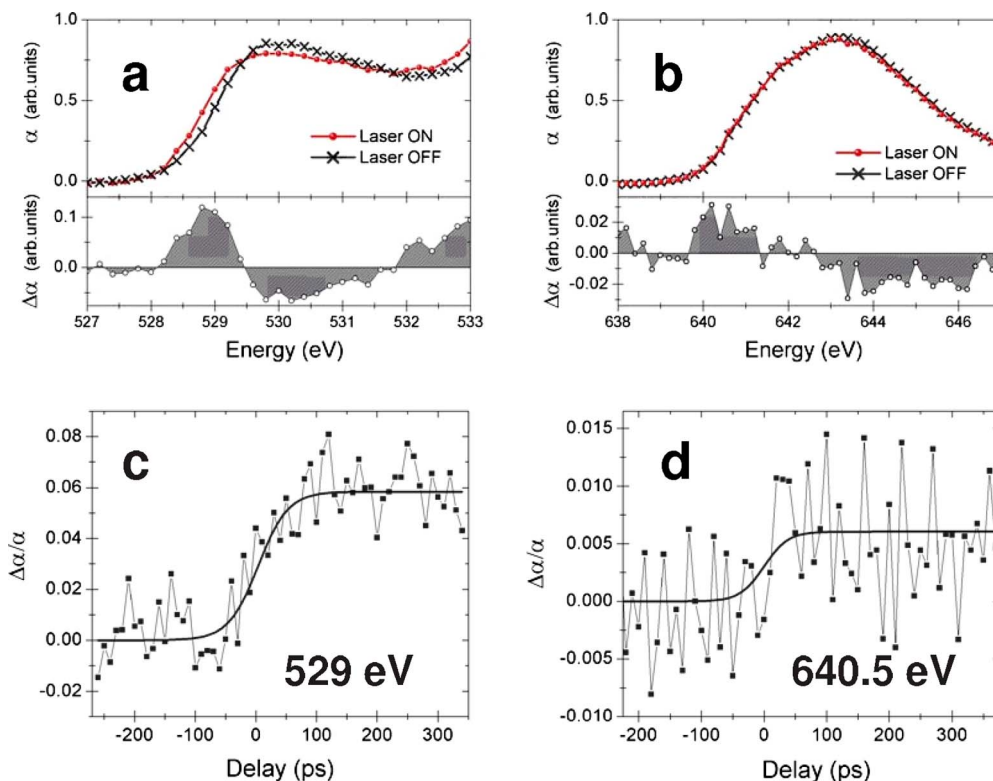 a
α (arb.units)
1.0
0.5
0.0
Laser ON
Laser OFF
Δα (arb.units)
0.1
0.0
527 528 529 530 531 532 533
Energy (eV)
b
α (arb.units)
1.0
0.5
0.0
Laser ON
Laser OFF
Δα (arb.units)
0.02
0.00
-0.02
638 640 642 644 646
Energy (eV)
c
Δα/α
0.08
0.06
0.04
0.02
0.00
-0.02
529 eV
-200 -100 0 100 200 300
Delay (ps)
d
Δα/α
0.015
0.010
0.005
0.000
-0.005
-0.010
640.5 eV
-200 -100 0 100 200 300
Delay (ps)